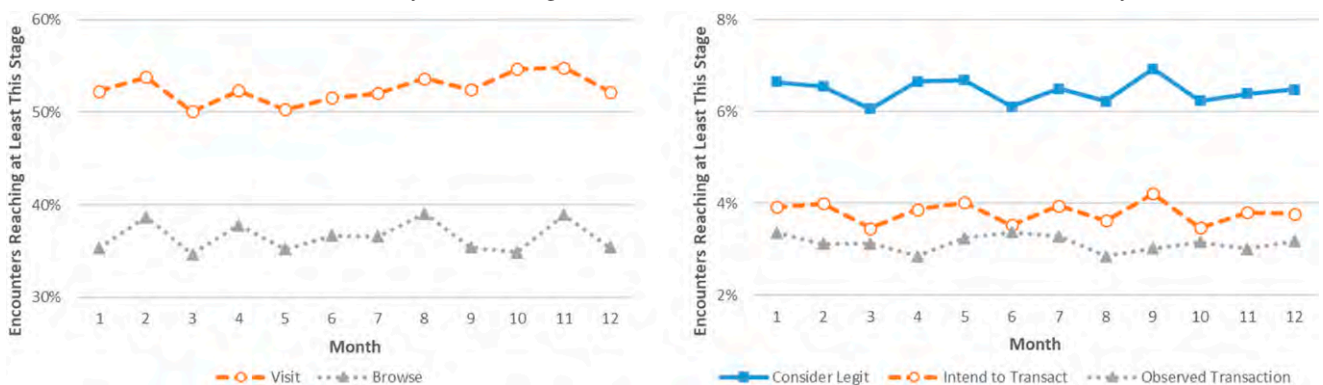 Encounters Reaching at Least This Stage
60%
50%
40%
30%
1 2 3 4 5 6 7 8 9 10 11 12
Month
Visit Browse
Encounters Reaching at Least This Stage
8%
6%
4%
2%
1 2 3 4 5 6 7 8 9 10 11 12
Month
Consider Legit Intend to Transact Observed Transaction